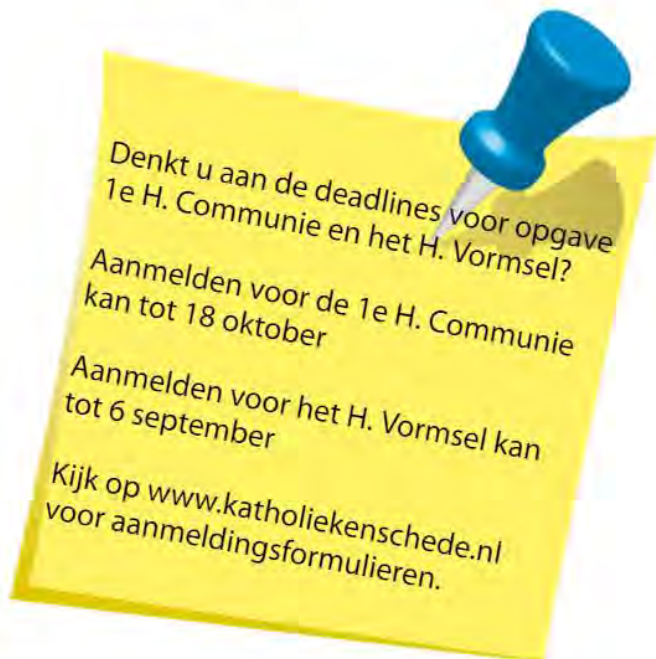 Denkt u aan de deadlines voor opgave
1e H. Communie en het H. Vormsel?
Aanmelden voor de 1e H. Communie
kan tot 18 oktober
Aanmelden voor het H. Vormsel kan
tot 6 september
Kijk op www.katholiekenschede.nl
voor aanmeldingsformulieren.